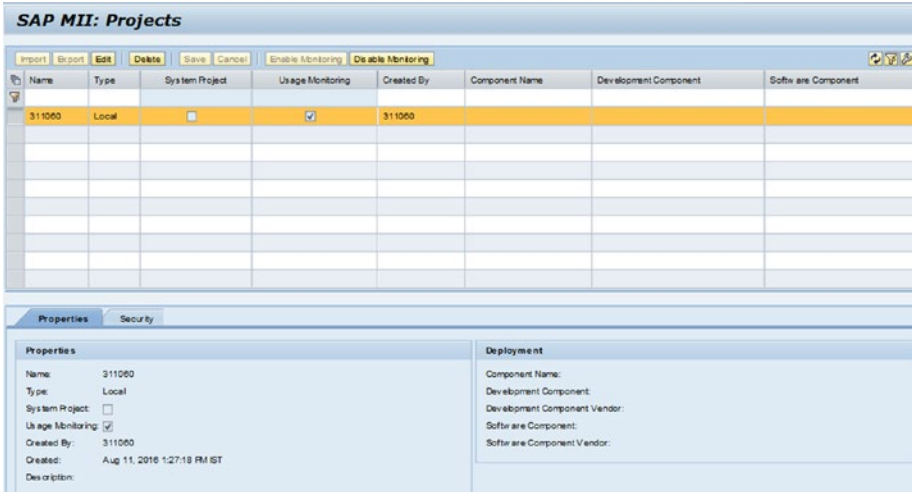 SAP MII: Projects
Import Export Edit Delete Save Cancel Enable Monitoring Disable Monitoring
Name Type System Project Usage Monitoring Created By Component Name Development Component Software Component
311060 Local 311060
Properties Security
Properties
Name: 311060
Type: Local
System Project:
Usage Monitoring:
Created By: 311060
Created: Aug 11, 2016 1:27:18 PM IST
Description:
Deployment
Component Name:
Development Component:
Development Component Vendor:
Software Component:
Software Component Vendor: